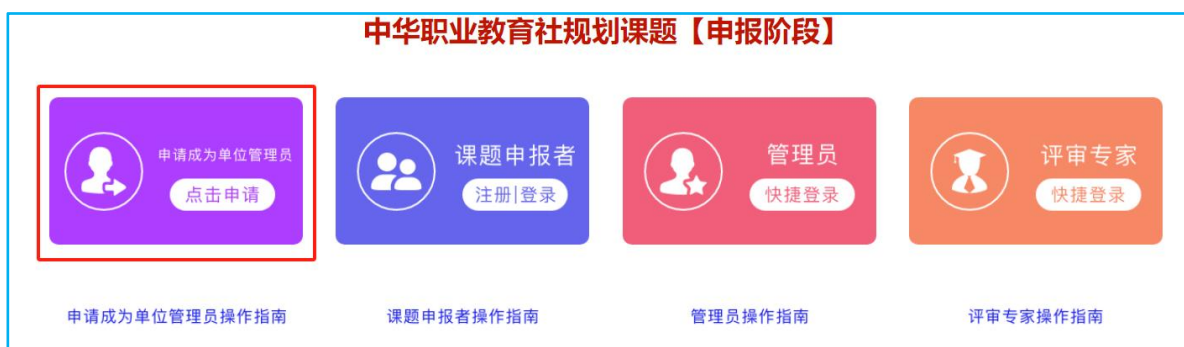 中华职业教育社规划课题【申报阶段】
申请成为单位管理员
点击申请
课题申报者
注册|登录
管理员
快捷登录
评审专家
快捷登录
申请成为单位管理员操作指南
课题申报者操作指南
管理员操作指南
评审专家操作指南